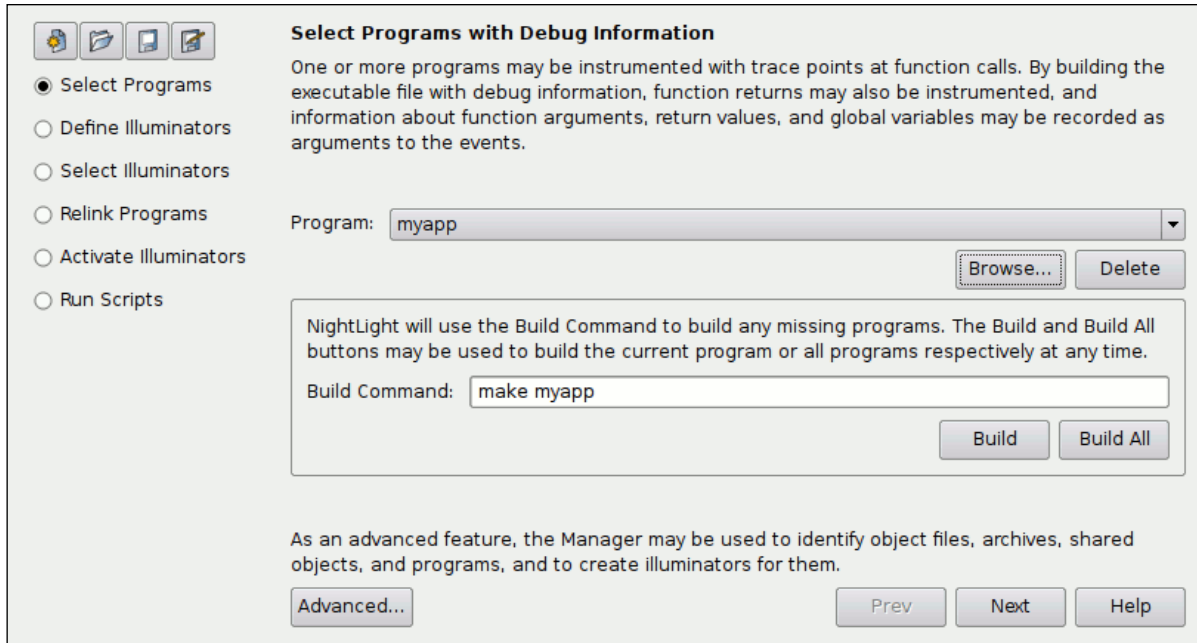 Select Programs with Debug Information
One or more programs may be instrumented with trace points at function calls. By building the
executable file with debug information, function returns may also be instrumented, and
information about function arguments, return values, and global variables may be recorded as
arguments to the events.
Select Programs
Define Illuminators
Select Illuminators
Relink Programs
Activate Illuminators
Run Scripts
Program: myapp
Browse... Delete
NightLight will use the Build Command to build any missing programs. The Build and Build All
buttons may be used to build the current program or all programs respectively at any time.
Build Command: make myapp
Build Build All
As an advanced feature, the Manager may be used to identify object files, archives, shared
objects, and programs, and to create illuminators for them.
Advanced... Prev Next Help